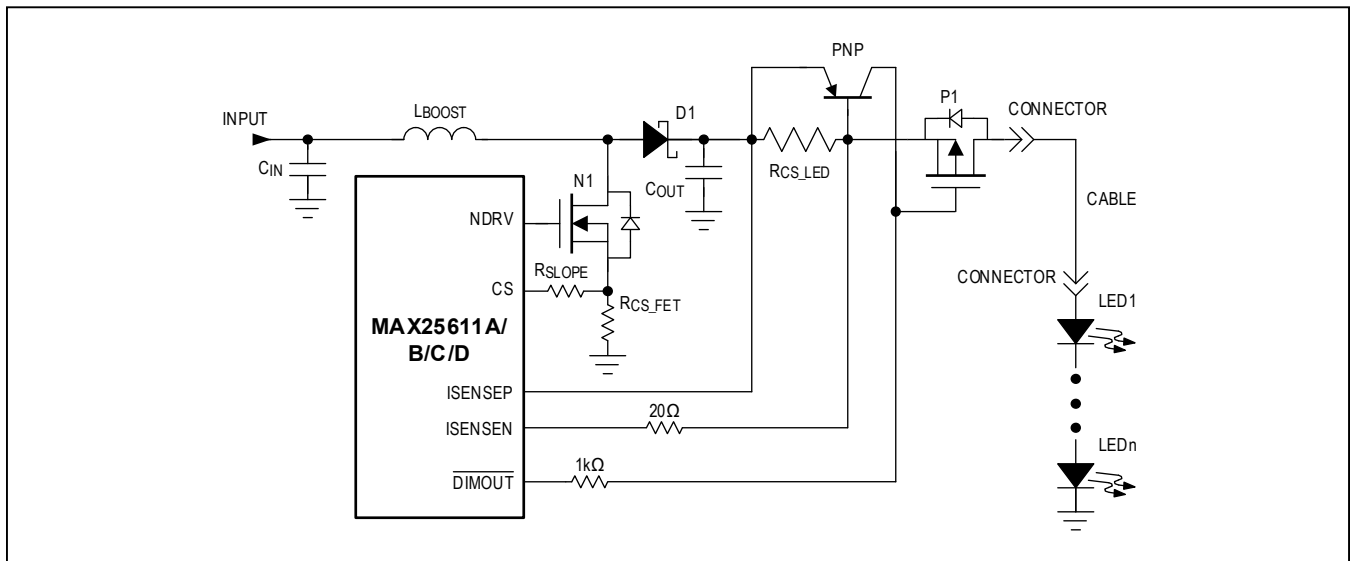 PNP
P1
CONNECTOR
INPUT
LBOOST
D1
CIN
COUT
RCS_LED
N1
NDRV
CABLE
RSLOPE
CS
RCS_FET
CONNECTOR
LED1
MAX25611A/
B/C/D
ISENSEP
20Ω
ISENSEN
1kΩ
DIMOUT
LEDn